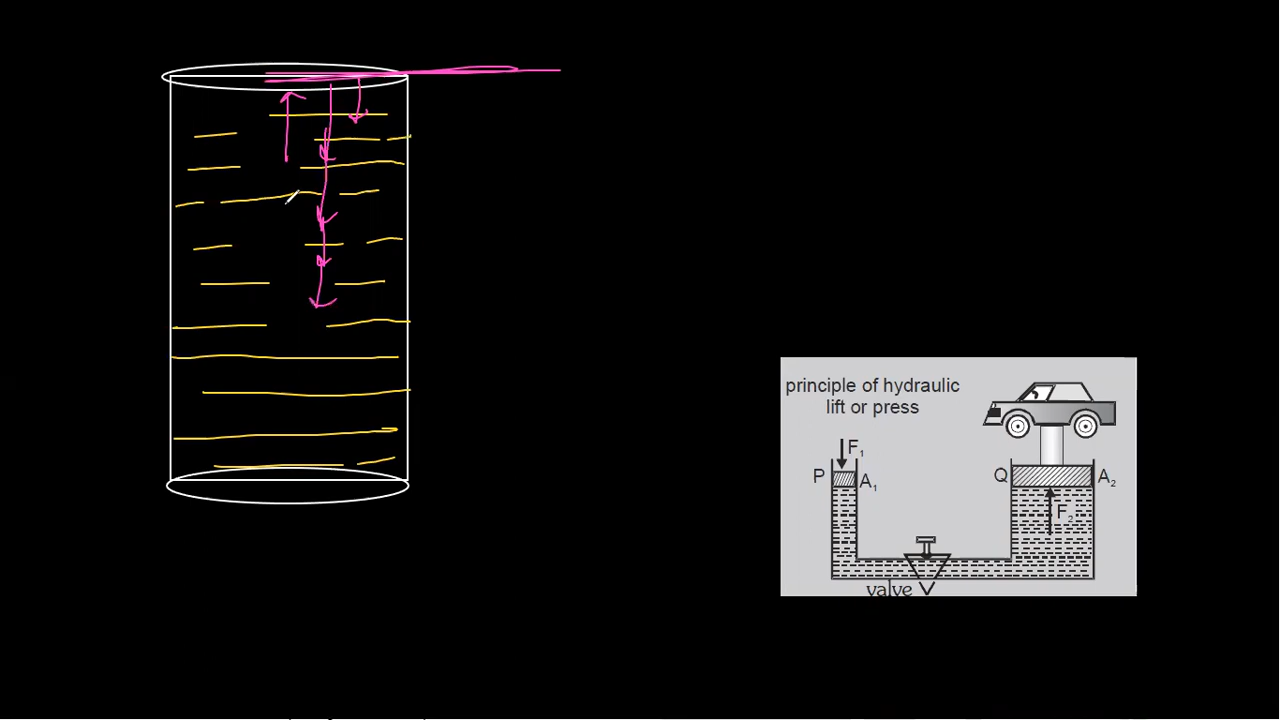 principle of hydraulic
lift or press
F₁
P
A₁
Q
A₂
F₂
valve